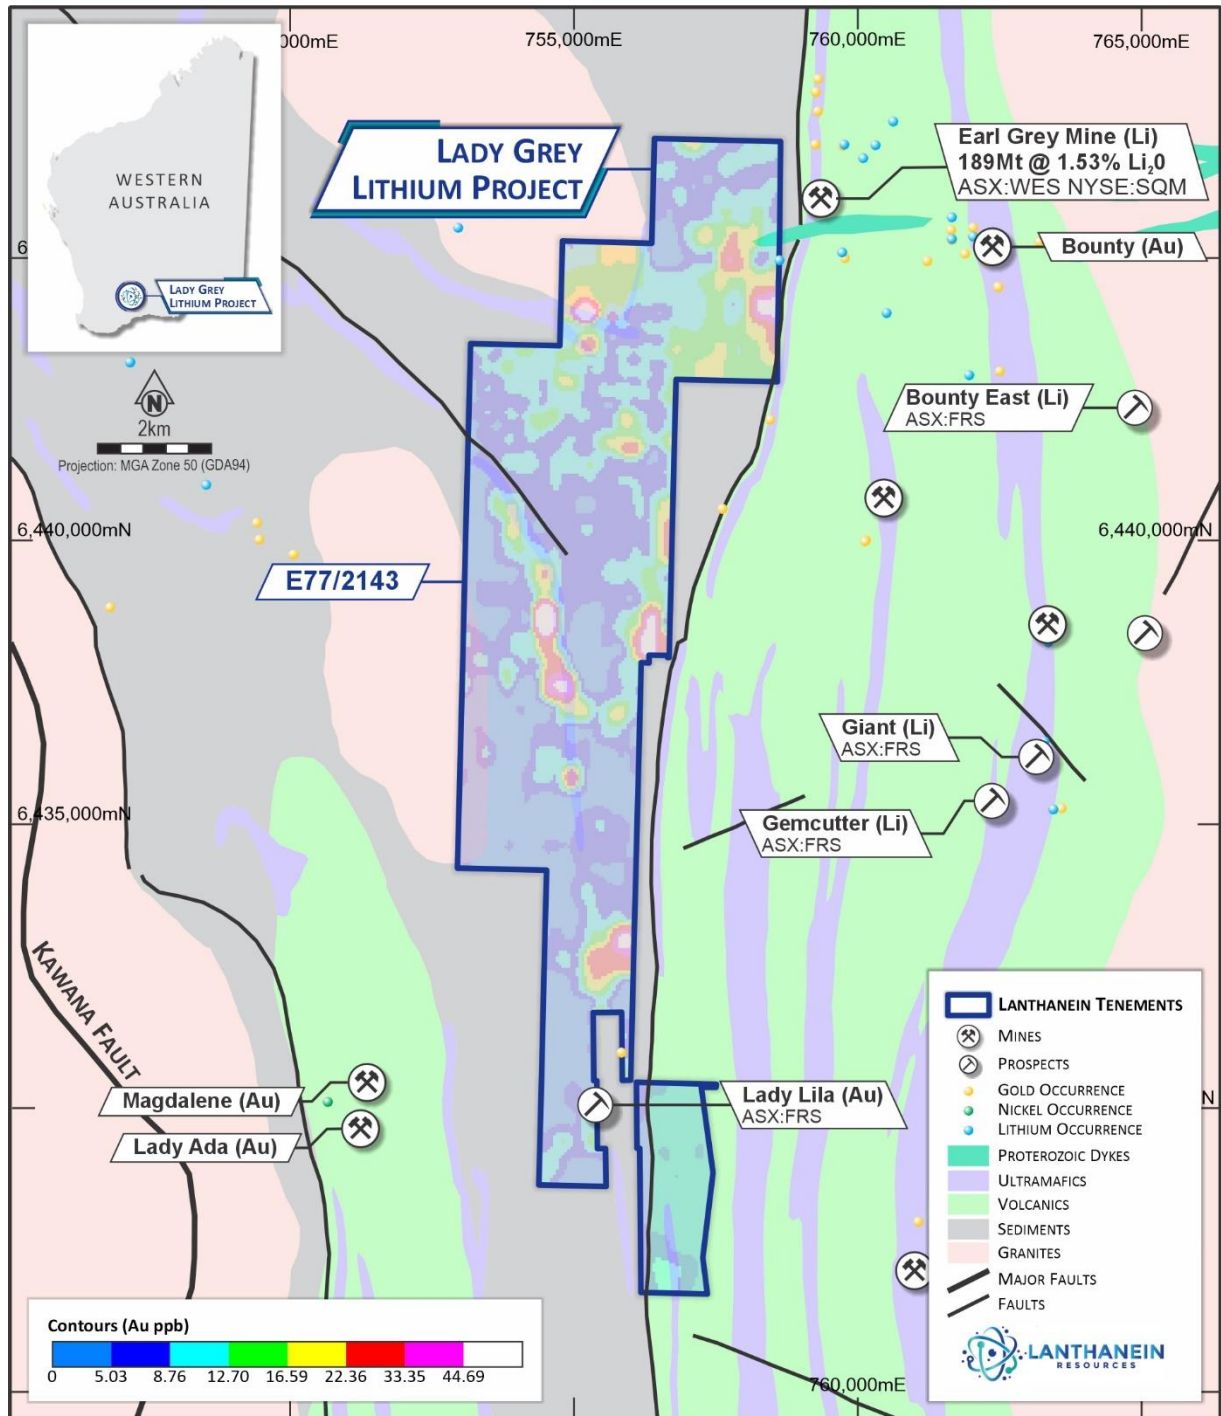 ,000mE
755,000mE
760,000mE
765,000mE
WESTERN
AUSTRALIA
LADY GREY
LITHIUM PROJECT
LADY GREY
LITHIUM PROJECT
Earl Grey Mine (Li)
189Mt @ 1.53% Li₂0
ASX:WES NYSE:SQM
Bounty (Au)
6
N
2km
Projection: MGA Zone 50 (GDA94)
Bounty East (Li)
ASX:FRS
6,440,000mN
6,440,000mN
E77/2143
Giant (Li)
ASX:FRS
6,435,000mN
Gemcutter (Li)
ASX:FRS
KAWANA FAULT
Magdalene (Au)
Lady Ada (Au)
Lady Lila (Au)
ASX:FRS
N
LANTHANEIN TENEMENTS
MINES
PROSPECTS
GOLD OCCURRENCE
NICKEL OCCURRENCE
LITHIUM OCCURRENCE
PROTEROZOIC DYKES
ULTRAMAFICS
VOLCANICS
SEDIMENTS
GRANITES
MAJOR FAULTS
FAULTS
LANTHANEIN
RESOURCES
Contours (Au ppb)
0 5.03 8.76 12.70 16.59 22.36 33.35 44.69
760,000mE